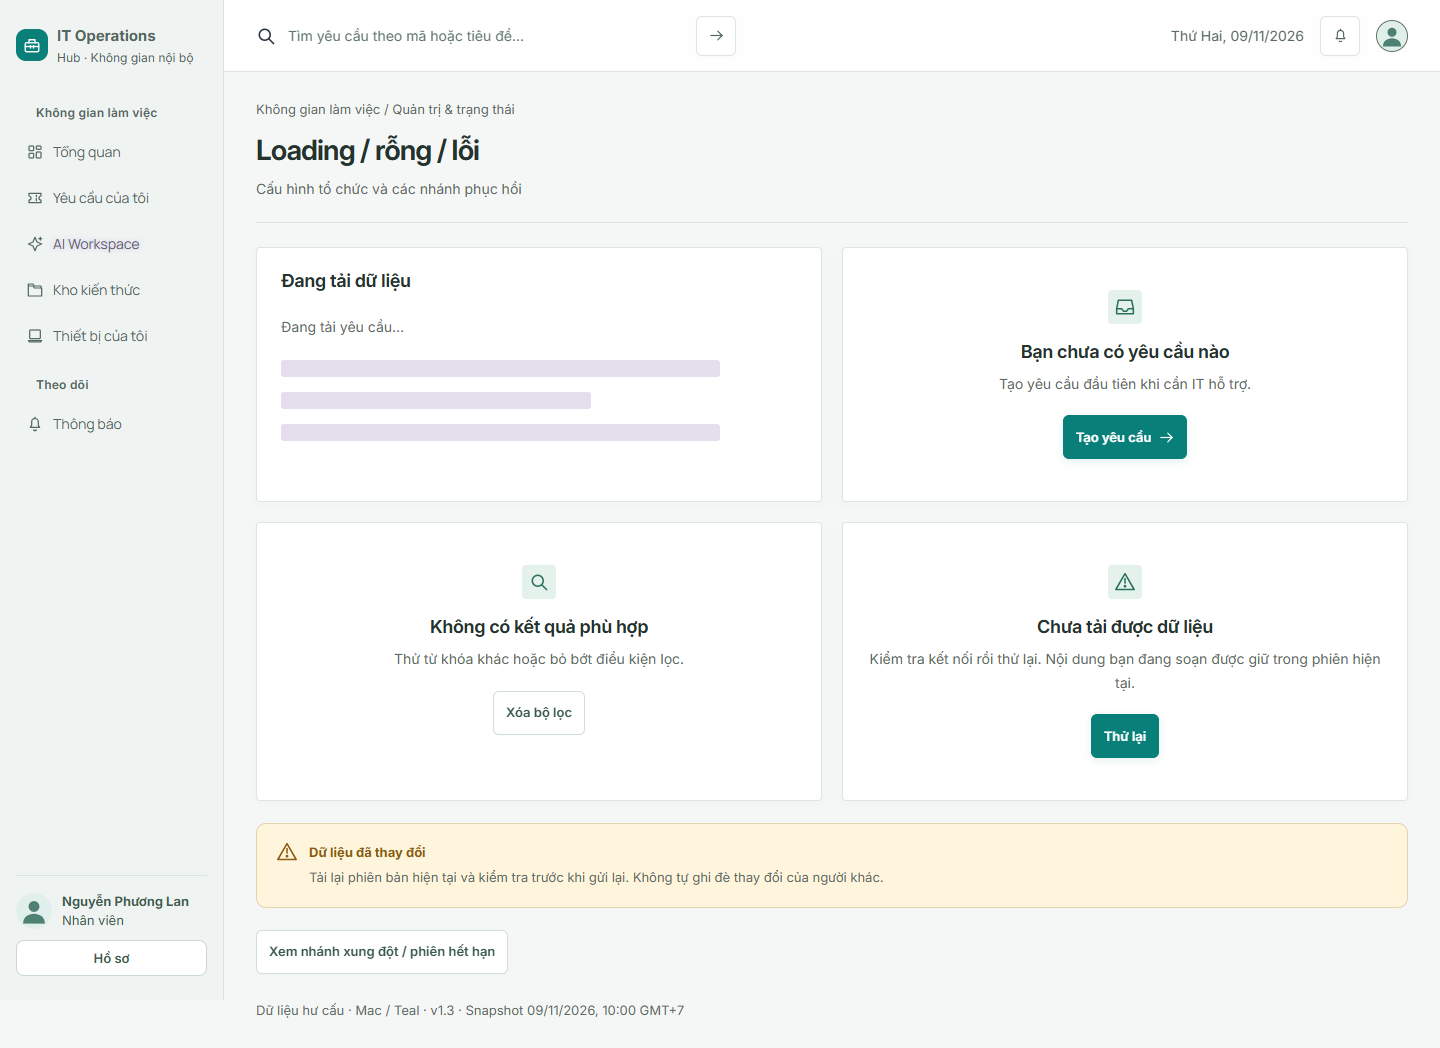 IT Operations
Hub · Không gian nội bộ
Không gian làm việc
Tổng quan
Yêu cầu của tôi
AI Workspace
Kho kiến thức
Thiết bị của tôi
Theo dõi
Thông báo
Nguyễn Phương Lan
Nhân viên
Hồ sơ
Tìm yêu cầu theo mã hoặc tiêu đề...
Thứ Hai, 09/11/2026
Không gian làm việc / Quản trị & trạng thái
Loading / rỗng / lỗi
Cấu hình tổ chức và các nhánh phục hồi
Đang tải dữ liệu
Đang tải yêu cầu...
Bạn chưa có yêu cầu nào
Tạo yêu cầu đầu tiên khi cần IT hỗ trợ.
Tạo yêu cầu
Không có kết quả phù hợp
Thử từ khóa khác hoặc bỏ bớt điều kiện lọc.
Xóa bộ lọc
Chưa tải được dữ liệu
Kiểm tra kết nối rồi thử lại. Nội dung bạn đang soạn được giữ trong phiên hiện
tại.
Thử lại
Dữ liệu đã thay đổi
Tải lại phiên bản hiện tại và kiểm tra trước khi gửi lại. Không tự ghi đè thay đổi của người khác.
Xem nhánh xung đột / phiên hết hạn
Dữ liệu hư cấu · Mac / Teal · v1.3 · Snapshot 09/11/2026, 10:00 GMT+7